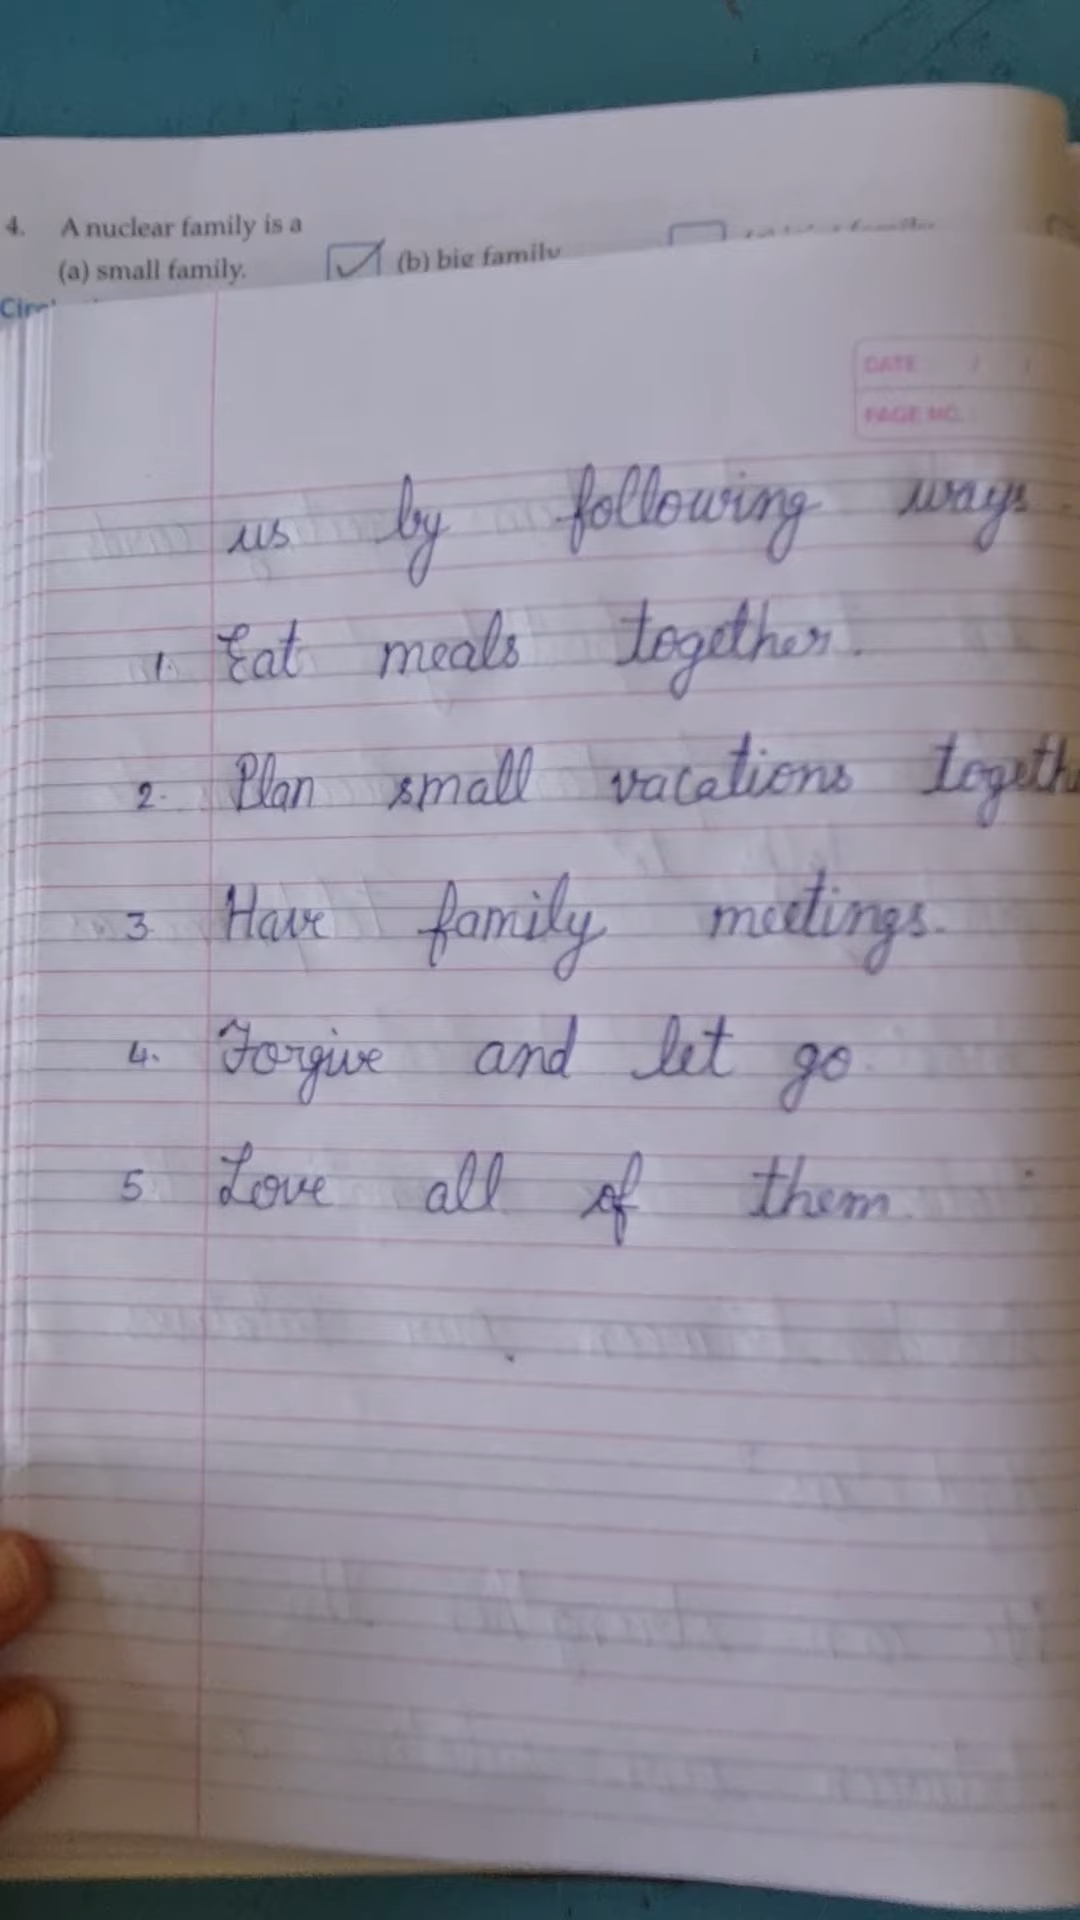 4. A nuclear family is a
(a) small family. (b) big family
us by following ways.
1. Eat meals together.
2. Plan small vacations togeth
3. Have family meetings.
4. Forgive and let go.
5. Love all of them.
DATE / /
PAGE NO.